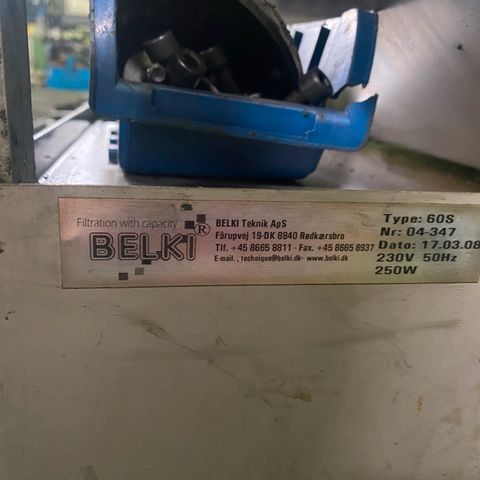 Filtration with capacity
BELKI®
BELKI Teknik ApS
Fårupvej 19-DK 8840 Rødkærsbro
Tlf. +45 8665 8811 - Fax. +45 8665 8937
E-mail. , technique@belki.dk - www.belki.dk
Type: 60S
Nr: 04-347
Dato: 17.03.08
230V 50Hz
250W